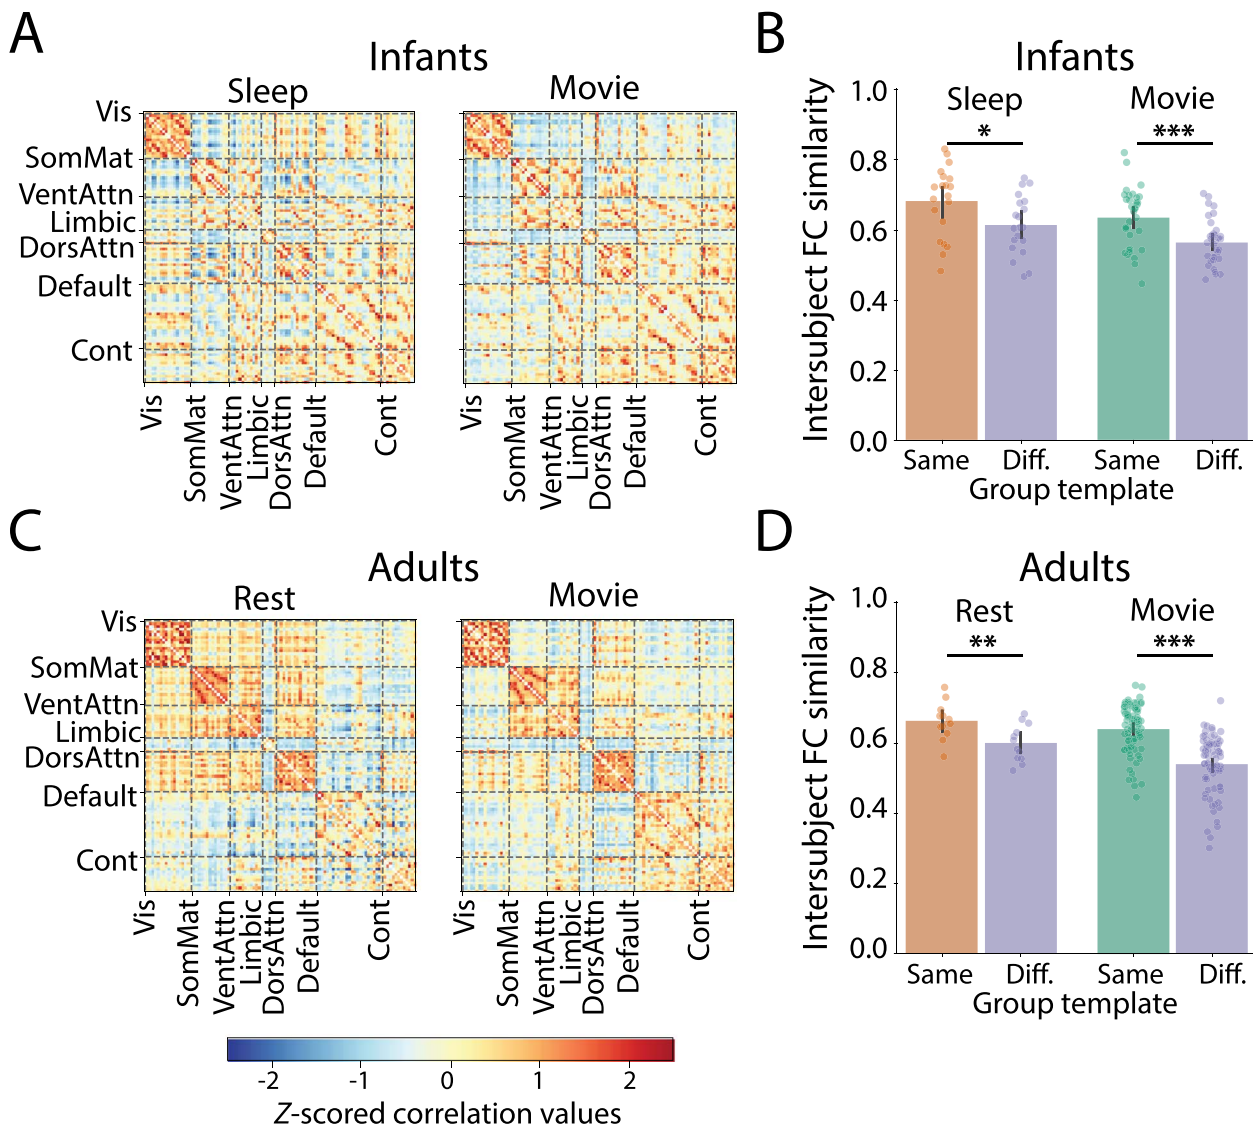 A
Infants
Sleep
Movie
Vis
SomMat
VentAttn
Limbic
DorsAttn
Default
Cont
Vis
SomMat
VentAttn
Limbic
DorsAttn
Default
Cont
Vis
SomMat
VentAttn
Limbic
DorsAttn
Default
Cont
B
Infants
Intersubject FC similarity
1.0
0.8
0.6
0.4
0.2
0.0
Sleep
Movie
*
***
Same
Diff.
Same
Diff.
Group template
C
Adults
Rest
Movie
Vis
SomMat
VentAttn
Limbic
DorsAttn
Default
Cont
Vis
SomMat
VentAttn
Limbic
DorsAttn
Default
Cont
Vis
SomMat
VentAttn
Limbic
DorsAttn
Default
Cont
-2
-1
0
1
2
Z-scored correlation values
D
Adults
Intersubject FC similarity
1.0
0.8
0.6
0.4
0.2
0.0
Rest
Movie
**
***
Same
Diff.
Same
Diff.
Group template